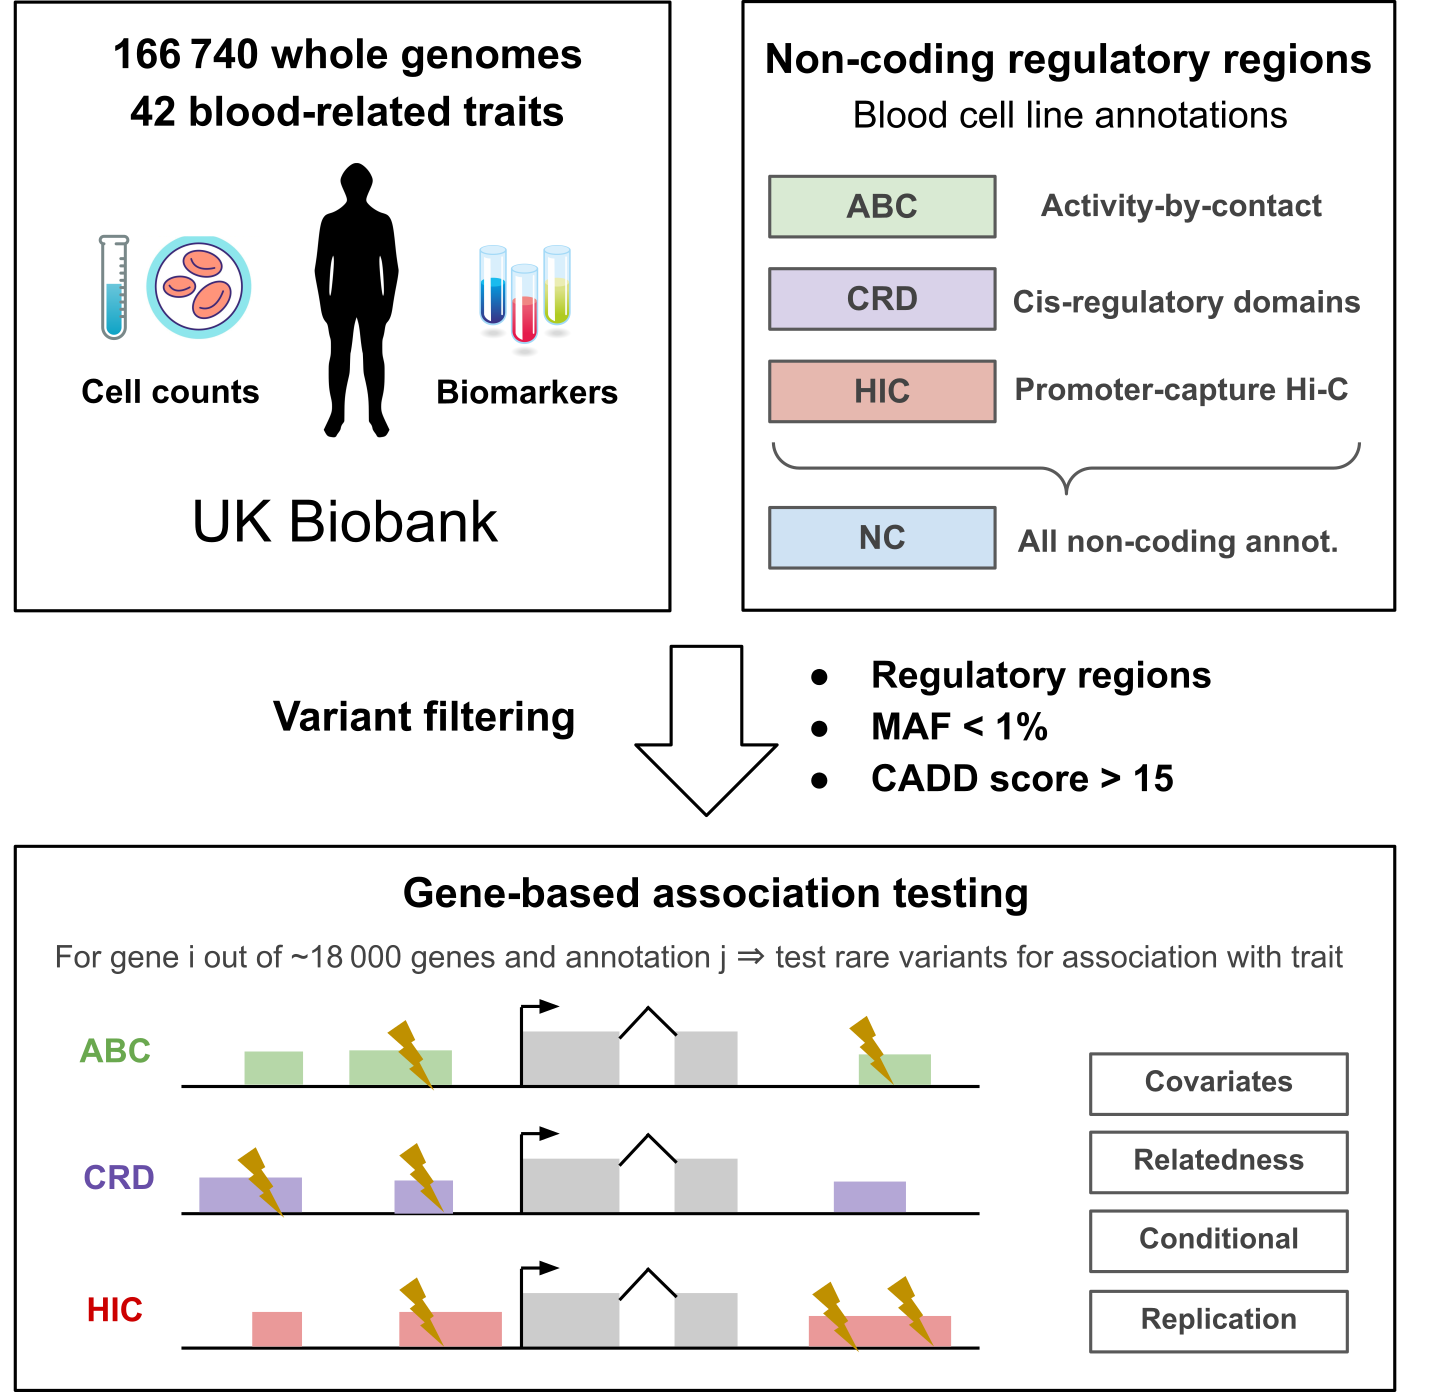 166 740 whole genomes
42 blood-related traits
Cell counts
Biomarkers
UK Biobank
Non-coding regulatory regions
Blood cell line annotations
ABC
Activity-by-contact
CRD
Cis-regulatory domains
HIC
Promoter-capture Hi-C
NC
All non-coding annot.
Variant filtering
● Regulatory regions
● MAF < 1%
● CADD score > 15
Gene-based association testing
For gene i out of ~18 000 genes and annotation j ⇒ test rare variants for association with trait
ABC
CRD
HIC
Covariates
Relatedness
Conditional
Replication